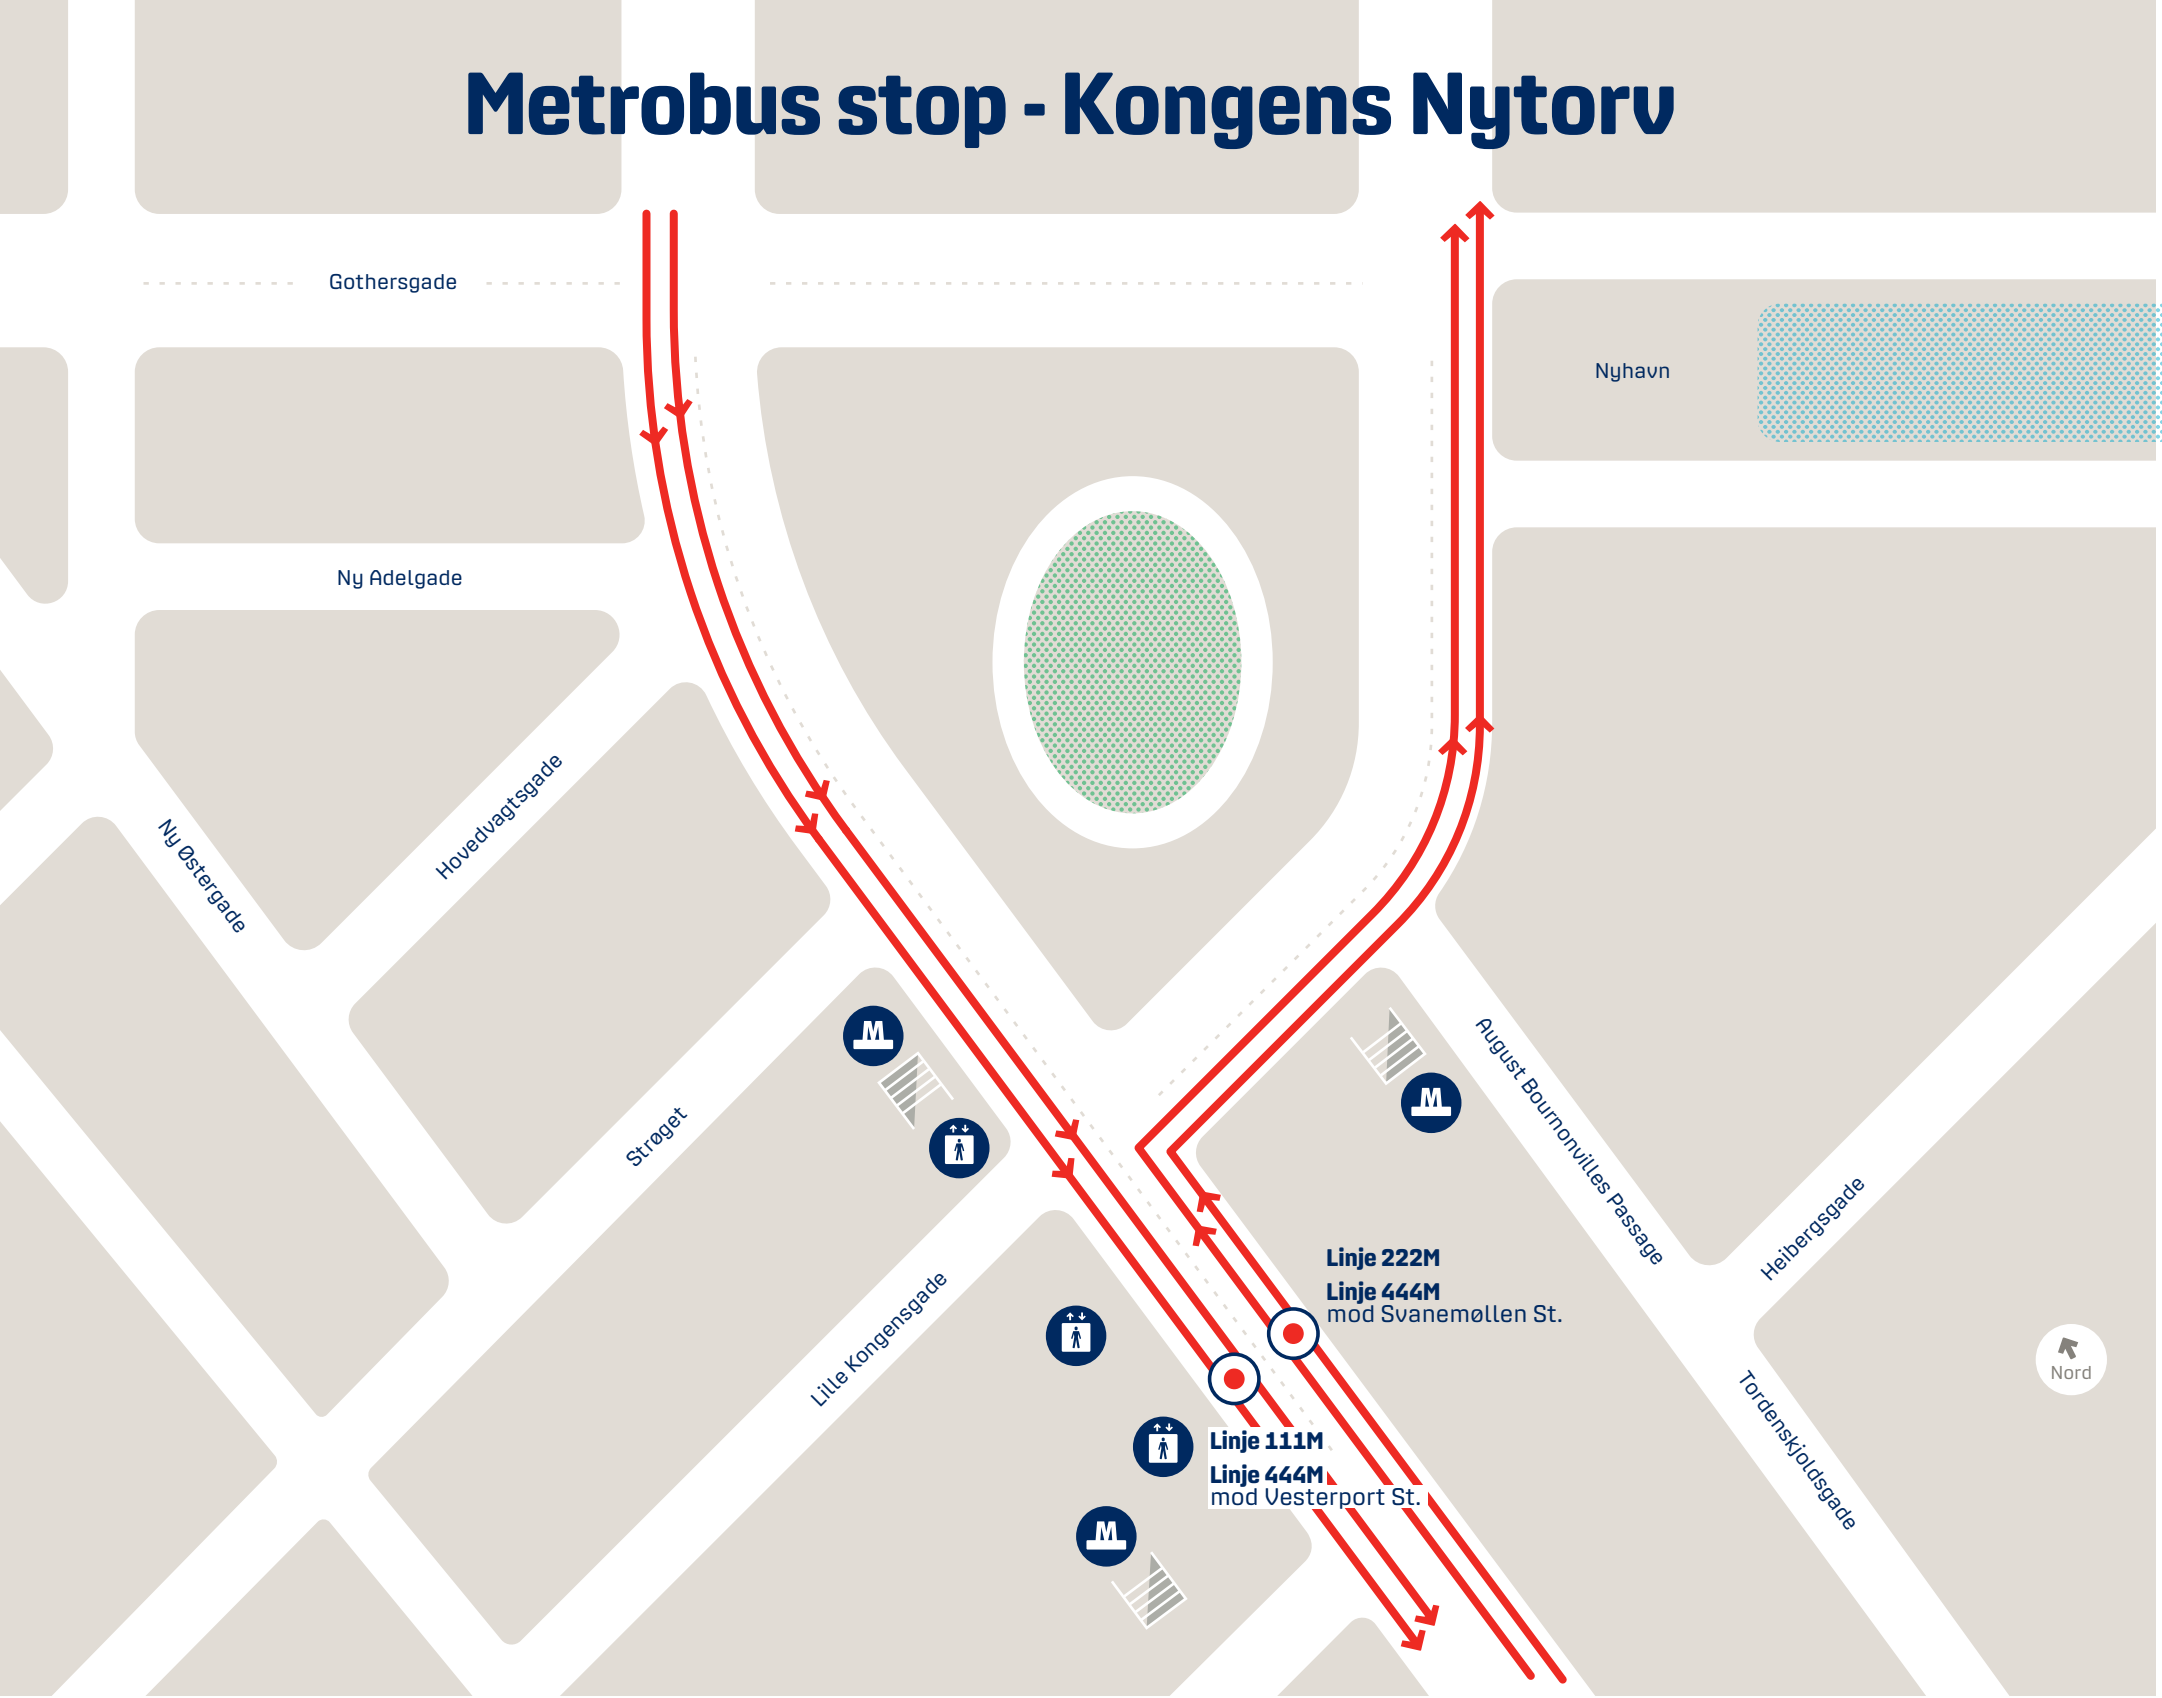 Metrobus stop - Kongens Nytorv
Gothersgade
Nyhavn
Ny Adelgade
Hovedvagtsgade
Ny Østergade
M
M
Strøget
August Bournonvilles Passage
Heibergsgade
Linje 222M
Linje 444M
mod Svanemøllen St.
Lille Kongensgade
Nord
Tordenskjoldsgade
Linje 111M
Linje 444M
mod Vesterport St.
M